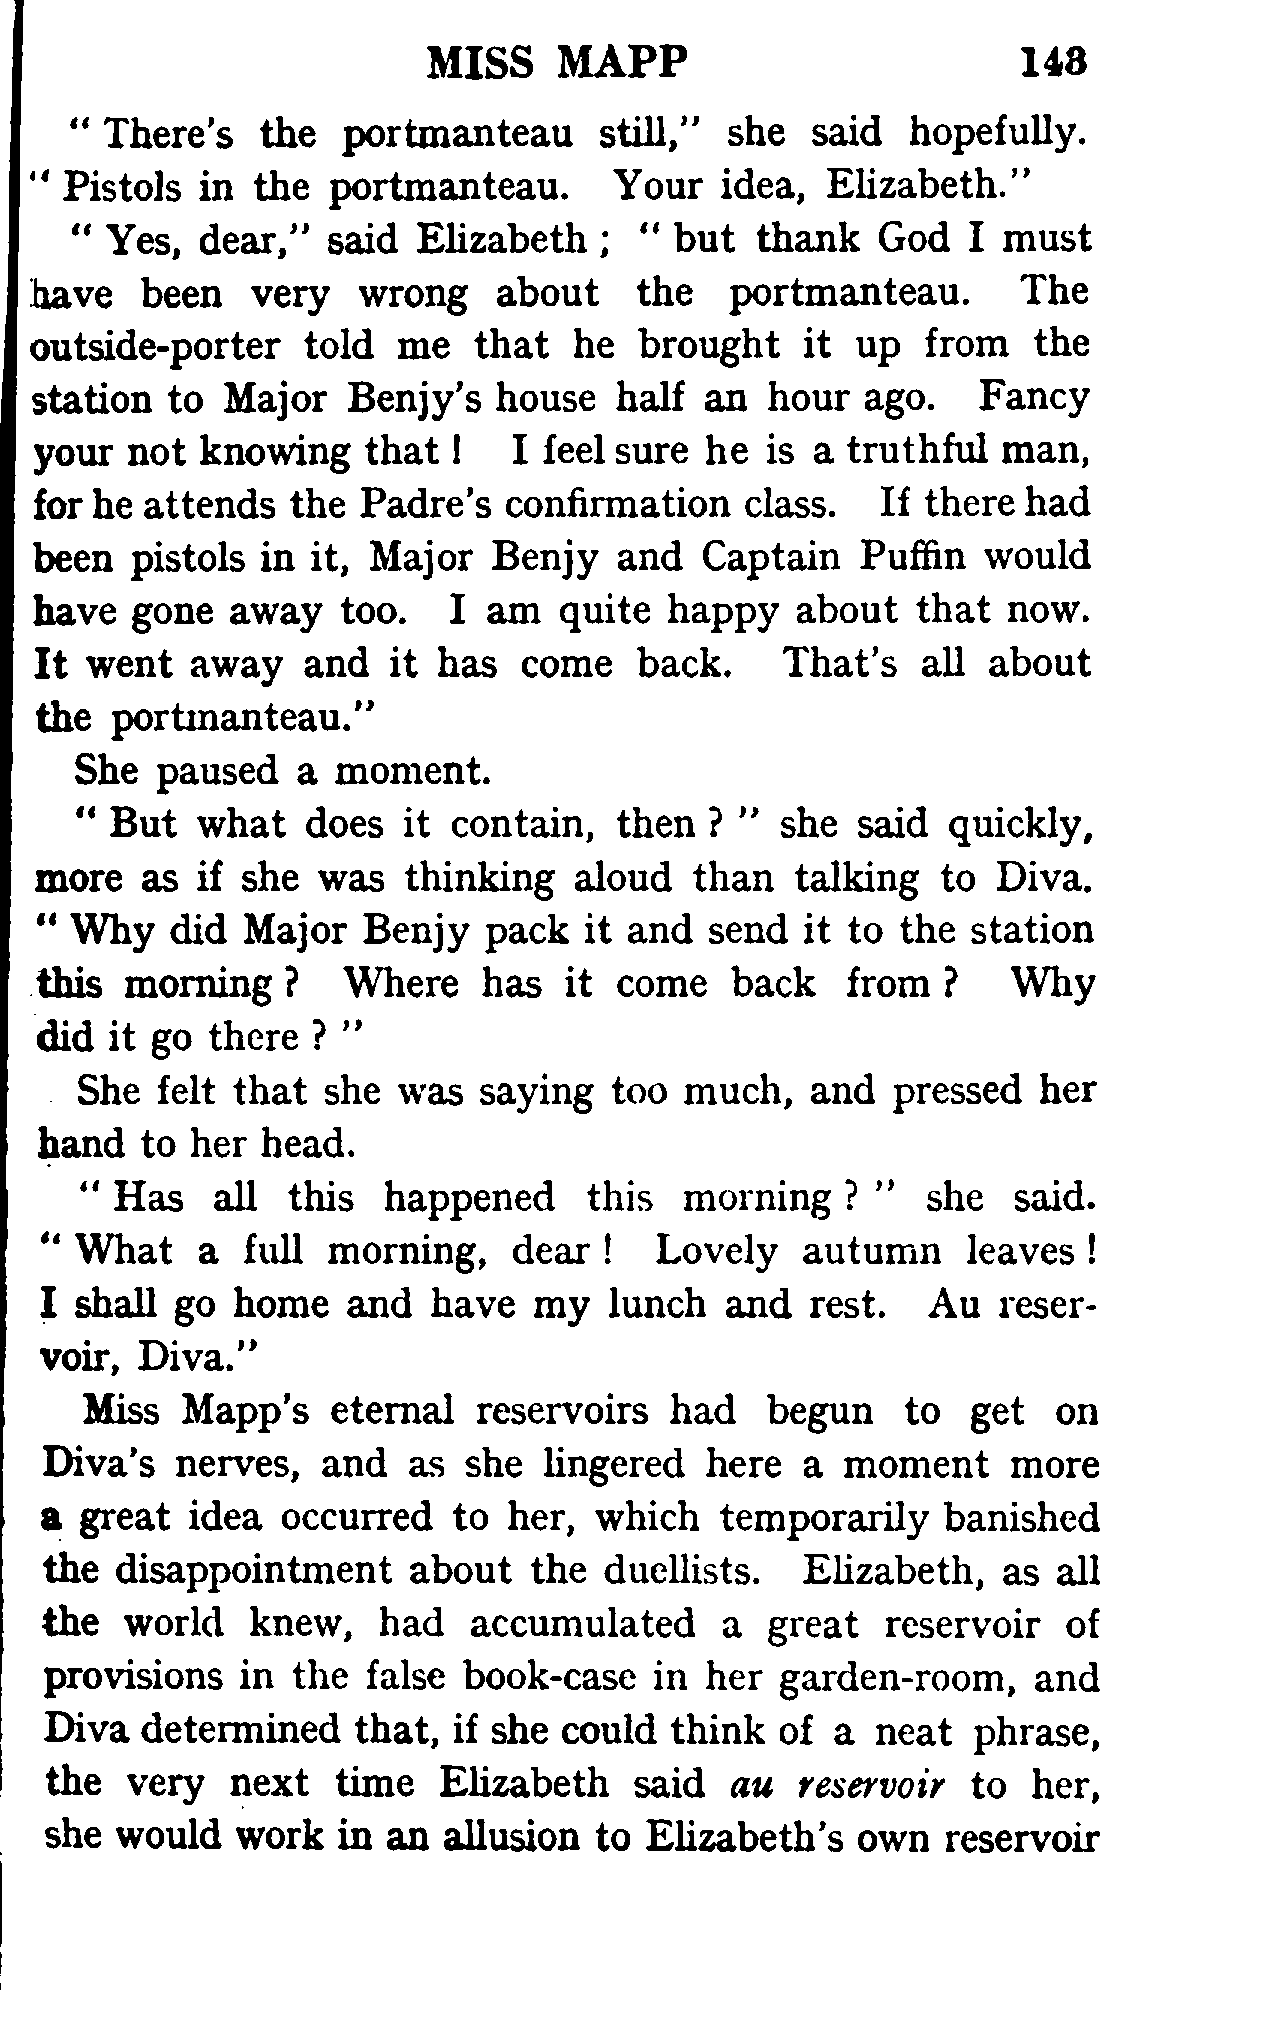 MISS MAPP 143
" There's the portmanteau still," she said hopefully.
" Pistols in the portmanteau. Your idea, Elizabeth."
" Yes, dear," said Elizabeth ; " but thank God I must
have been very wrong about the portmanteau. The
outside-porter told me that he brought it up from the
station to Major Benjy's house half an hour ago. Fancy
your not knowing that ! I feel sure he is a truthful man,
for he attends the Padre's confirmation class. If there had
been pistols in it, Major Benjy and Captain Puffin would
have gone away too. I am quite happy about that now.
It went away and it has come back. That's all about
the portmanteau."
She paused a moment.
" But what does it contain, then ? " she said quickly,
more as if she was thinking aloud than talking to Diva.
" Why did Major Benjy pack it and send it to the station
this morning ? Where has it come back from ? Why
did it go there ? "
She felt that she was saying too much, and pressed her
hand to her head.
" Has all this happened this morning ? " she said.
" What a full morning, dear ! Lovely autumn leaves !
I shall go home and have my lunch and rest. Au reser-
voir, Diva."
Miss Mapp's eternal reservoirs had begun to get on
Diva's nerves, and as she lingered here a moment more
a great idea occurred to her, which temporarily banished
the disappointment about the duellists. Elizabeth, as all
the world knew, had accumulated a great reservoir of
provisions in the false book-case in her garden-room, and
Diva determined that, if she could think of a neat phrase,
the very next time Elizabeth said au reservoir to her,
she would work in an allusion to Elizabeth's own reservoir